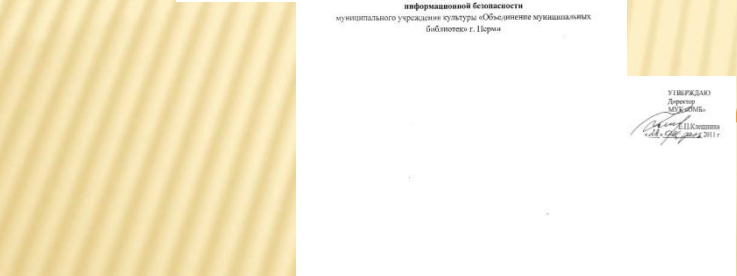 информационной безопасности
муниципального учреждения культуры «Объединение муниципальных
библиотек» г. Перми
УТВЕРЖДАЮ
Директор
МУК «ОМБ»
Е.П.Клешнина
2011 г